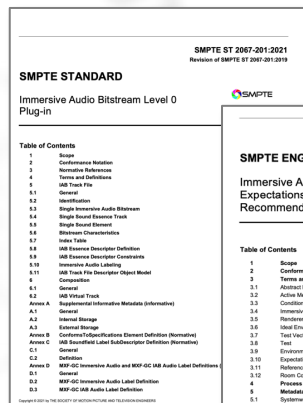 SMPTE ST 2067-201:2021
Revision of SMPTE ST 2067-201:2019
SMPTE STANDARD
Immersive Audio Bitstream Level 0
Plug-in
Table of Contents
1 Scope
2 Conformance Notation
3 Normative References
4 Terms and Definitions
5 IAB Track File
5.1 General
5.2 Identification
5.3 Single Immersive Audio Bitstream
5.4 Single Sound Essence Track
5.5 Single Sound Element
5.6 Bitstream Characteristics
5.7 Index Table
5.8 IAB Essence Descriptor Definition
5.9 IAB Essence Descriptor Constraints
5.10 Immersive Audio Labeling
5.11 IAB Track File Descriptor Object Model
6 Composition
6.1 General
6.2 IAB Virtual Track
Annex A Supplemental Informative Metadata (informative)
A.1 General
A.2 Internal Storage
A.3 External Storage
Annex B ConformsToSpecifications Element Definition (Normative)
Annex C IAB Soundfield Label SubDescriptor Definition (Normative)
C.1 General
C.2 Definition
Annex D MXF-GC Immersive Audio and MXF-GC IAB Audio Label Definitions (
D.1 General
D.2 MXF-GC Immersive Audio Label Definition
D.3 MXF-GC IAB Audio Label Definition
Copyright © 2021 by THE SOCIETY OF MOTION PICTURE AND TELEVISION ENGINEERS
SMPTE
SMPTE ENG
Immersive A
Expectations
Recommend
Table of Contents
1 Scope
2 Conform
3 Terms a
3.1 Abstract
3.2 Active Me
3.3 Condition
3.4 Immersiv
3.5 Rendere
3.6 Ideal Env
3.7 Test Vect
3.8 Test
3.9 Environm
3.10 Expectati
3.11 Referenc
3.12 Room Co
4 Process
5 Metadata
5.1 Systemw